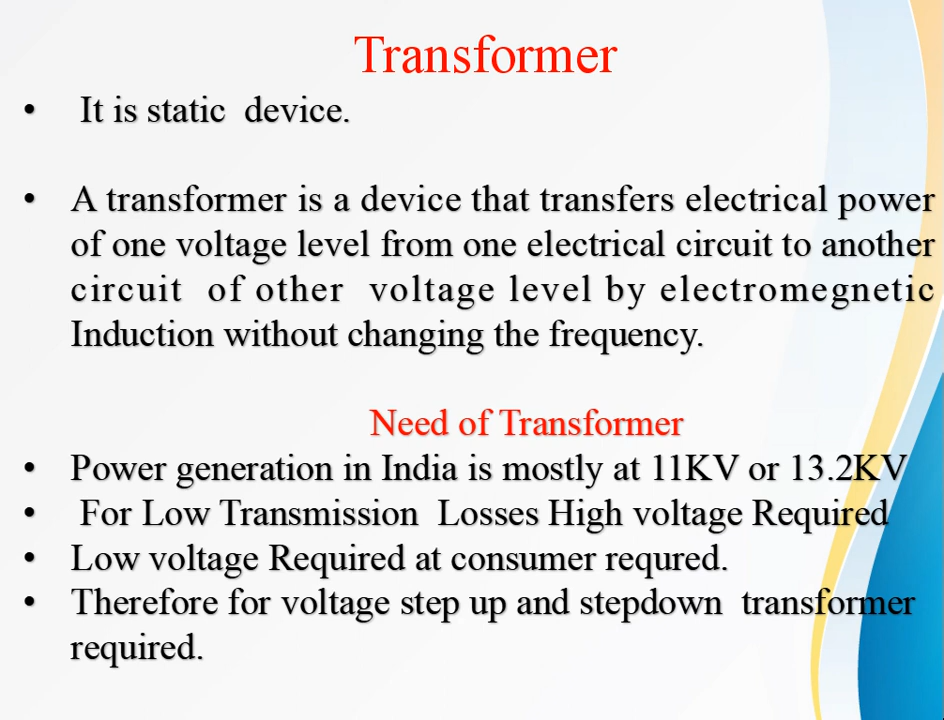 Transformer
• It is static device.
• A transformer is a device that transfers electrical power
of one voltage level from one electrical circuit to another
circuit of other voltage level by electromegnetic
Induction without changing the frequency.
Need of Transformer
• Power generation in India is mostly at 11KV or 13.2KV
• For Low Transmission Losses High voltage Required
• Low voltage Required at consumer requred.
• Therefore for voltage step up and stepdown transformer
required.